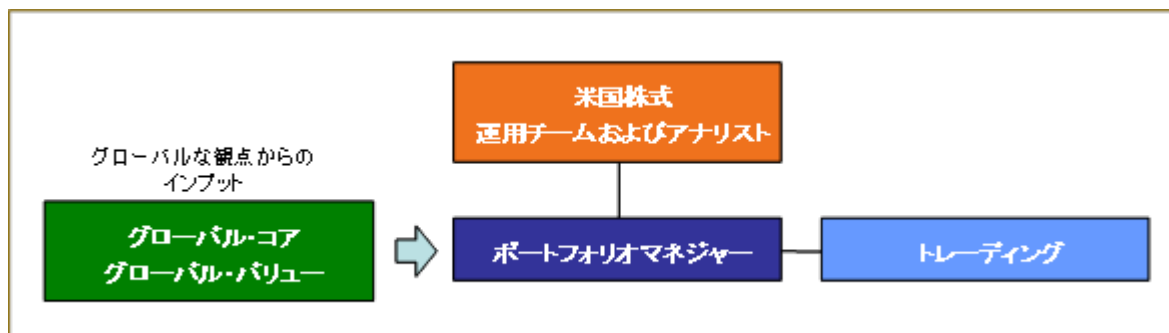 米国株式
運用チームおよびアナリスト
グローバルな観点からの
インプット
グローバル・コア
グローバル・バリュー
ポートフォリオマネジャー
トレーディング